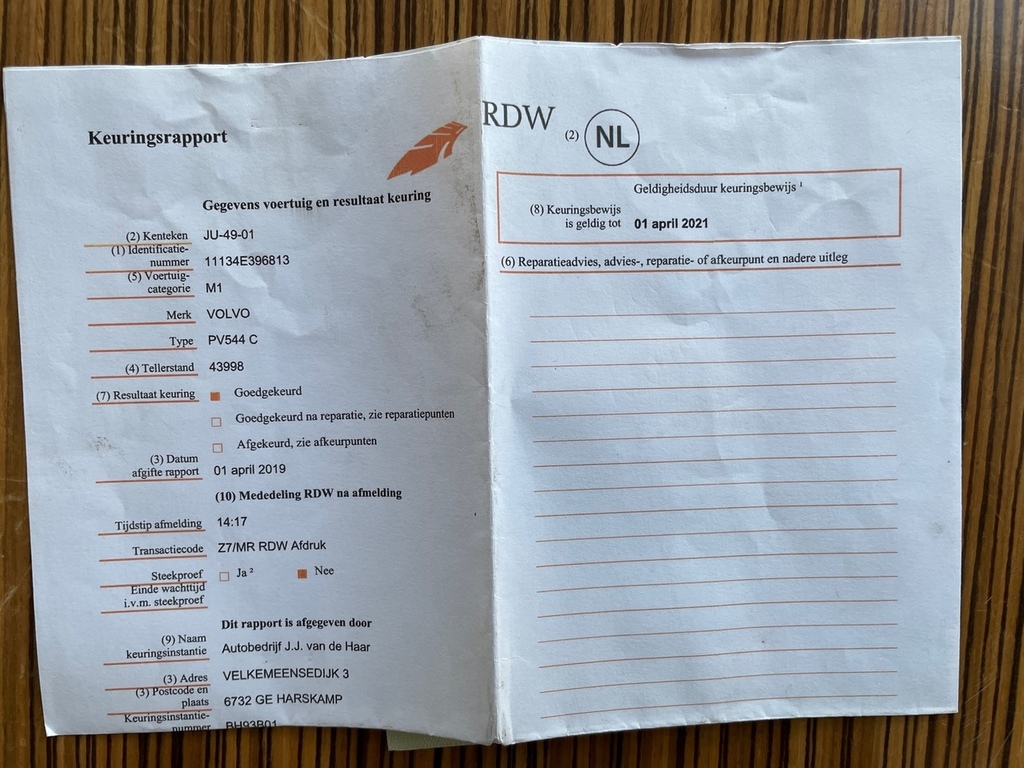 Keuringsrapport
Gegevens voertuig en resultaat keuring
(2) Kenteken JU-49-01
(1) Identificatie-
nummer 11134E396813
(5) Voertuig-
categorie M1
Merk VOLVO
Type PV544 C
(4) Tellerstand 43998
(7) Resultaat keuring Goedgekeurd
Goedgekeurd na reparatie, zie reparatiepunten
Afgekeurd, zie afkeurpunten
(3) Datum
afgifte rapport 01 april 2019
(10) Mededeling RDW na afmelding
Tijdstip afmelding 14:17
Transactiecode Z7/MR RDW Afdruk
Steekproef Ja ² Nee
Einde wachttijd
i.v.m. steekproef
Dit rapport is afgegeven door
(9) Naam
keuringsinstantie Autobedrijf J.J. van de Haar
(3) Adres VELKEMEENSEDIJK 3
(3) Postcode en
plaats 6732 GE HARSKAMP
Keuringsinstantie-
nummer BH93B01
RDW (2) NL
Geldigheidsduur keuringsbewijs ¹
(8) Keuringsbewijs
is geldig tot 01 april 2021
(6) Reparatieadvies, advies-, reparatie- of afkeurpunt en nadere uitleg